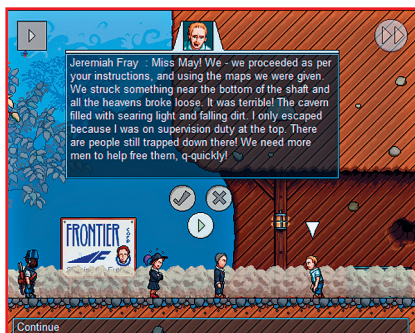 Jeremiah Fray : Miss May! We - we proceeded as per
your instructions, and using the maps we were given.
We struck something near the bottom of the shaft and
all the heavens broke loose. It was terrible! The cavern
filled with searing light and falling dirt. I only escaped
because I was on supervision duty at the top. There
are people still trapped down there! We need more
men to help free them, q-quickly!
FRONTIER
Continue